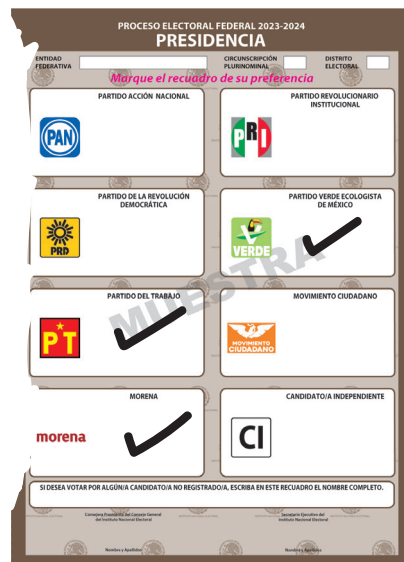 PROCESO ELECTORAL FEDERAL 2023-2024
PRESIDENCIA
ENTIDAD
FEDERATIVA
CIRCUNSCRIPCIÓN
PLURINOMINAL
DISTRITO
ELECTORAL
Marque el recuadro de su preferencia
PARTIDO ACCIÓN NACIONAL
PAN
PARTIDO REVOLUCIONARIO
INSTITUCIONAL
PRI
PARTIDO DE LA REVOLUCIÓN
DEMOCRÁTICA
PRD
PARTIDO VERDE ECOLOGISTA
DE MÉXICO
VERDE
MUESTRA
PARTIDO DEL TRABAJO
PT
MOVIMIENTO CIUDADANO
MOVIMIENTO
CIUDADANO
MORENA
morena
CANDIDATO/A INDEPENDIENTE
CI
SI DESEA VOTAR POR ALGÚN/A CANDIDATO/A NO REGISTRADO/A, ESCRIBA EN ESTE RECUADRO EL NOMBRE COMPLETO.
Consejera Presidenta del Consejo General
del Instituto Nacional Electoral
Secretaria Ejecutiva del
Instituto Nacional Electoral
Nombre y Apellidos
Nombre y Apellidos